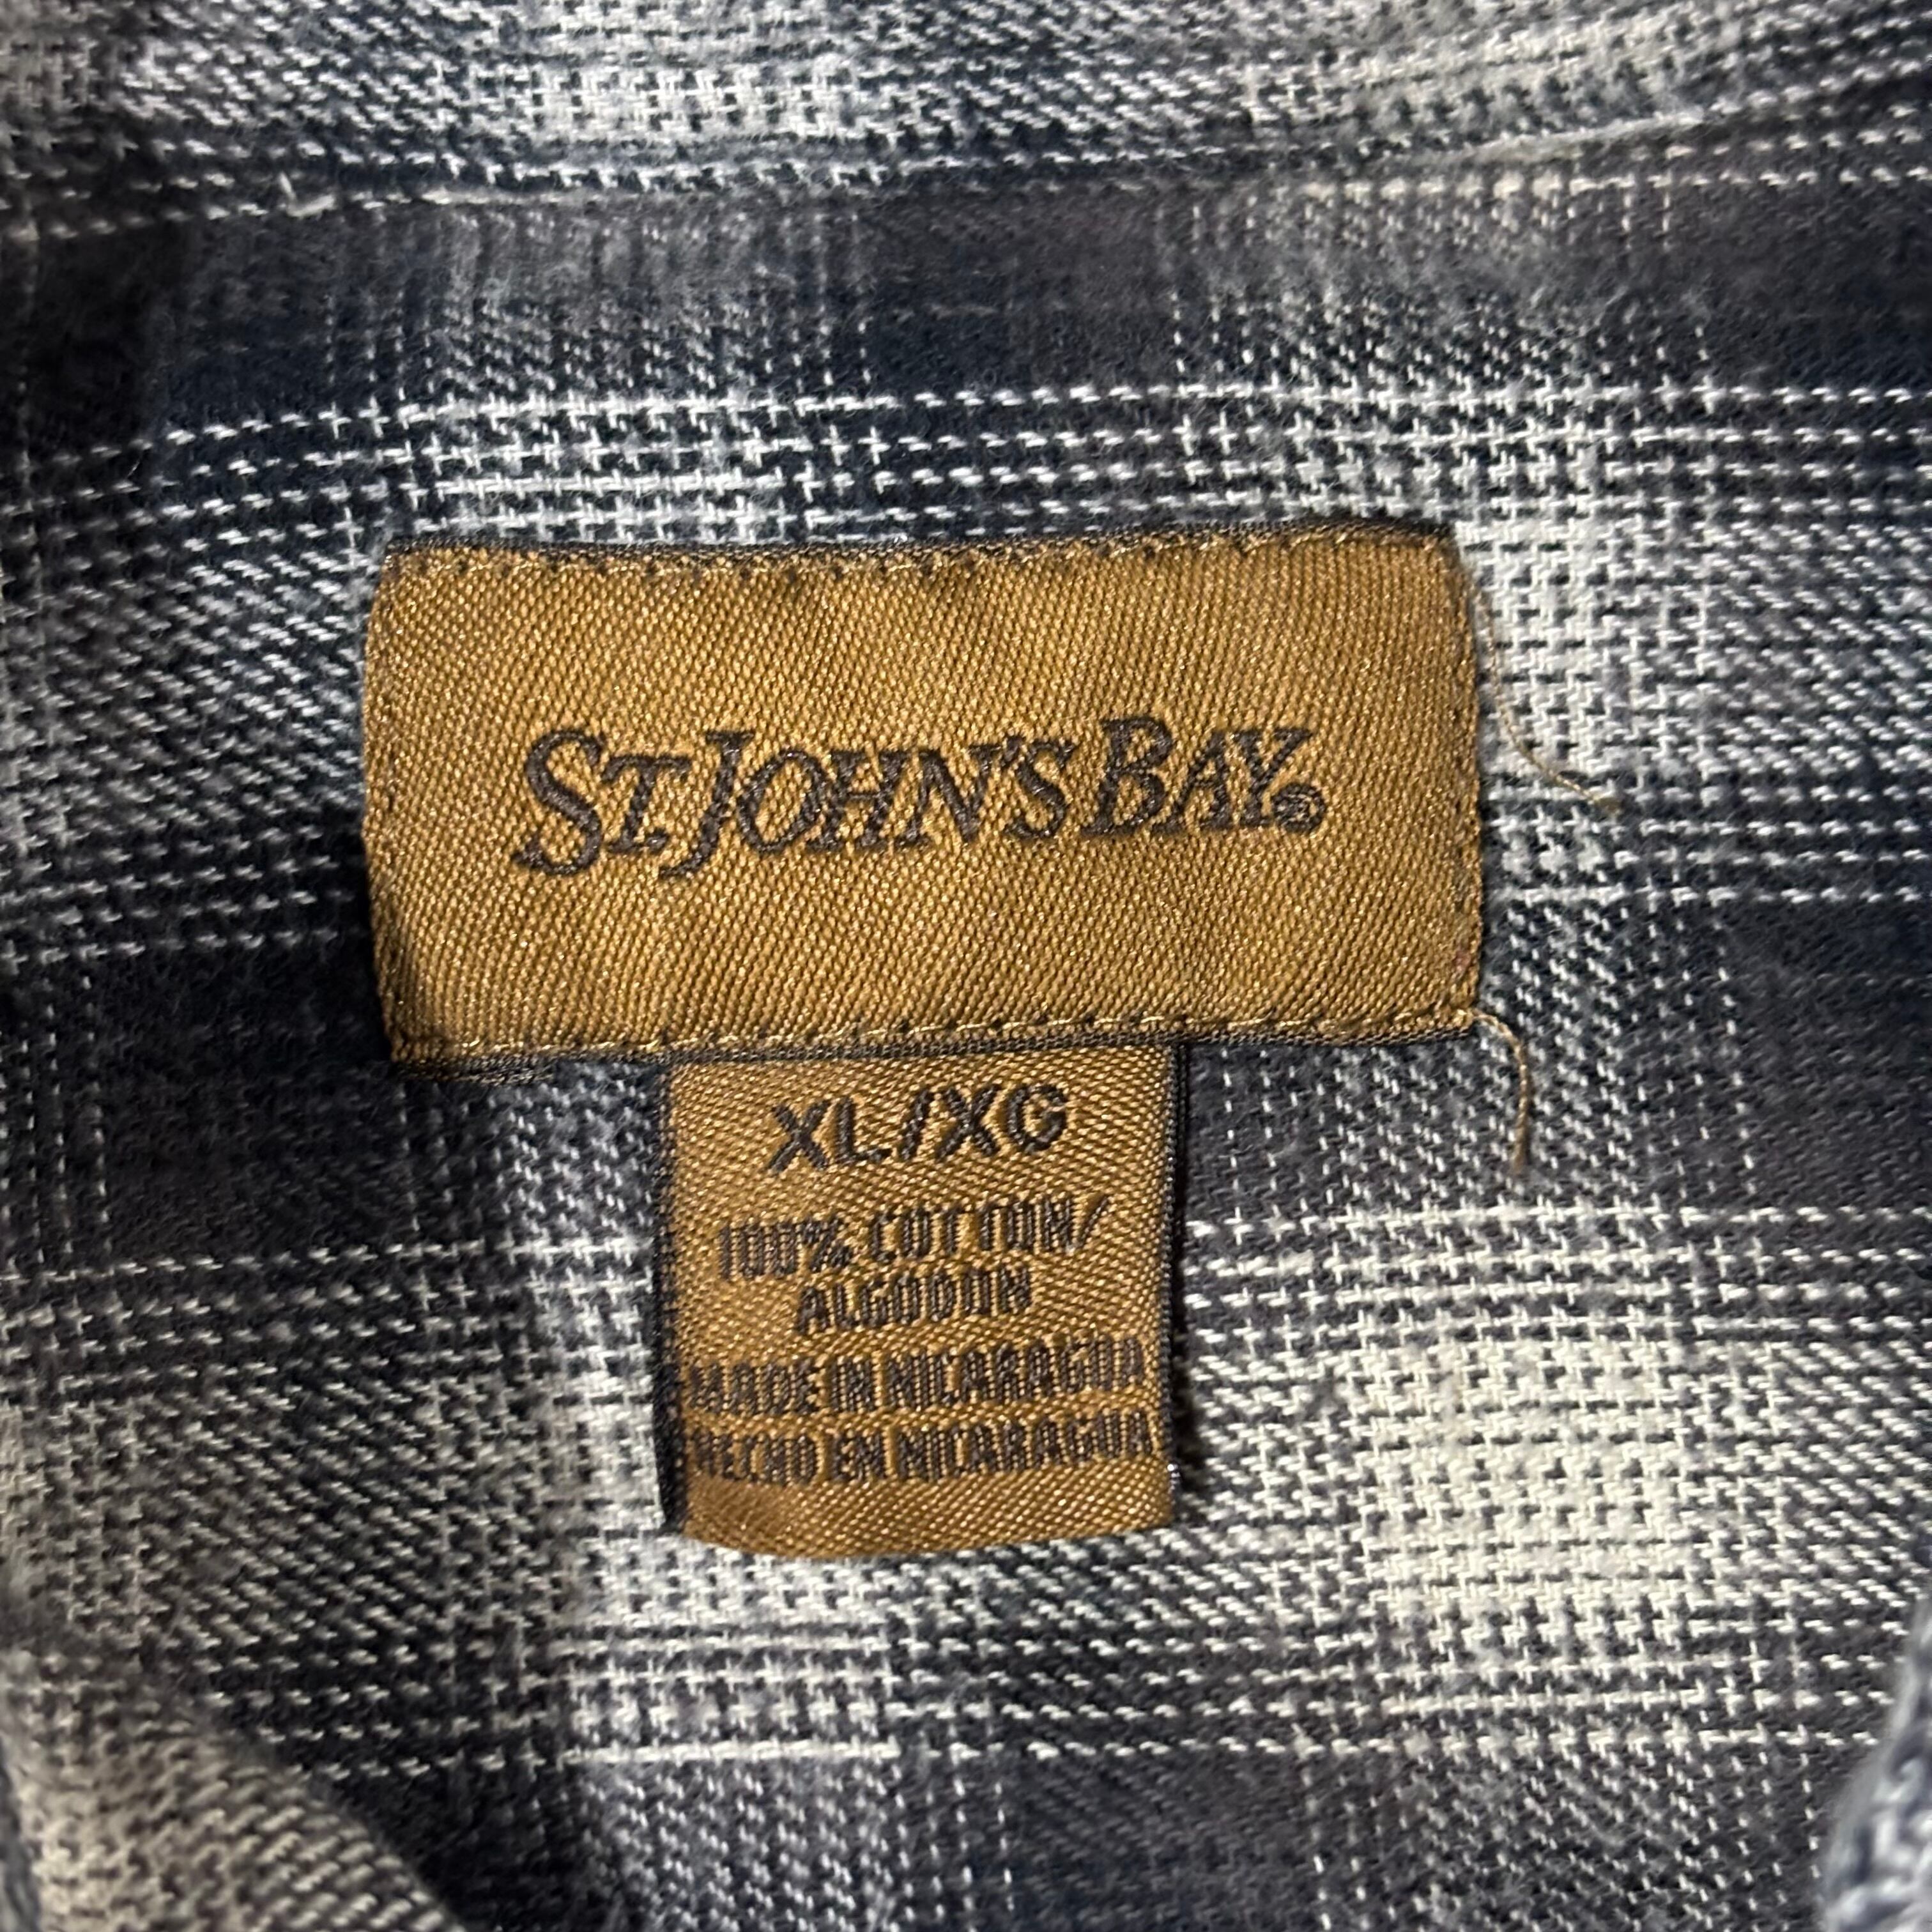 ST. JOHN'S BAY®
XL/XG
100% COTTON/
ALGODON
MADE IN NICARAGUA
HECHO EN NICARAGUA